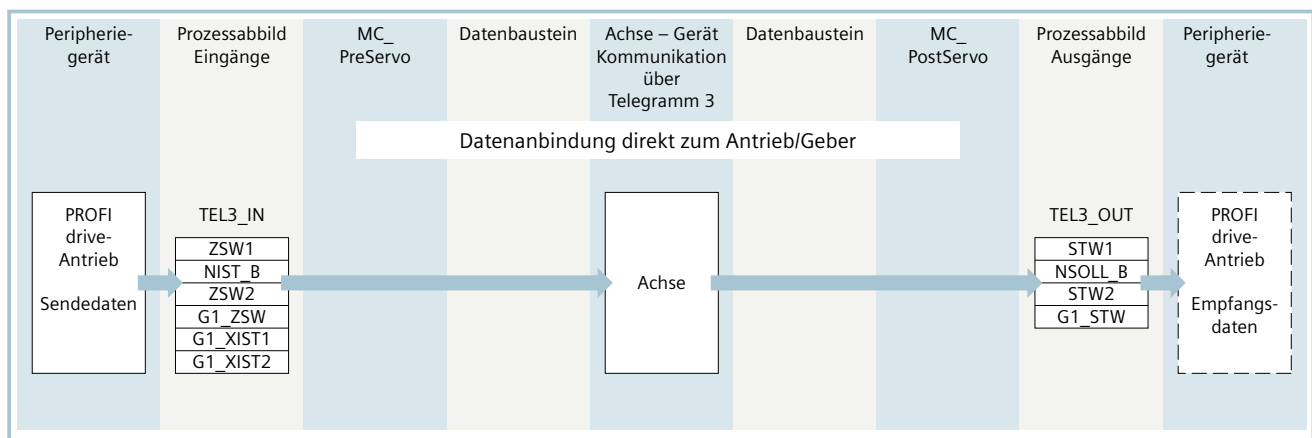 Peripherie-
gerät
Prozessabbild
Eingänge
MC_
PreServo
Datenbaustein
Achse – Gerät
Kommunikation
über
Telegramm 3
Datenbaustein
MC_
PostServo
Prozessabbild
Ausgänge
Peripherie-
gerät
Datenanbindung direkt zum Antrieb/Geber
PROFI
drive-
Antrieb
Sendedaten
TEL3_IN
ZSW1
NIST_B
ZSW2
G1_ZSW
G1_XIST1
G1_XIST2
Achse
TEL3_OUT
STW1
NSOLL_B
STW2
G1_STW
PROFI
drive-
Antrieb
Empfangs-
daten